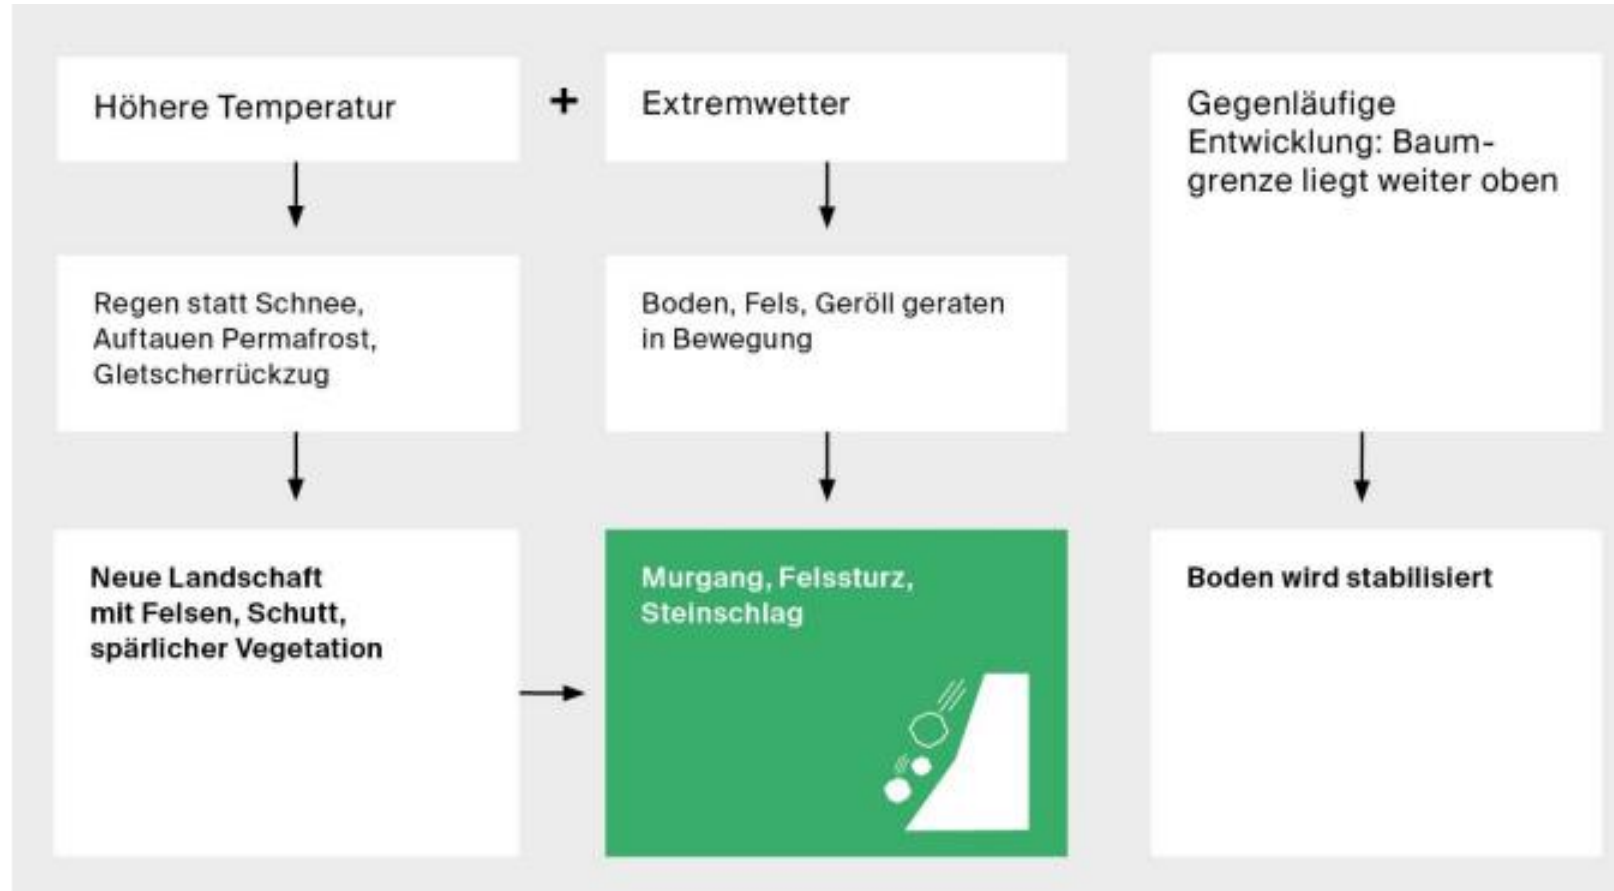 Höhere Temperatur
+
Extremwetter
Gegenläufige
Entwicklung: Baum-
grenze liegt weiter oben
Regen statt Schnee,
Auftauen Permafrost,
Gletscherrückzug
Boden, Fels, Geröll geraten
in Bewegung
Neue Landschaft
mit Felsen, Schutt,
spärlicher Vegetation
Murgang, Felssturz,
Steinschlag
Boden wird stabilisiert